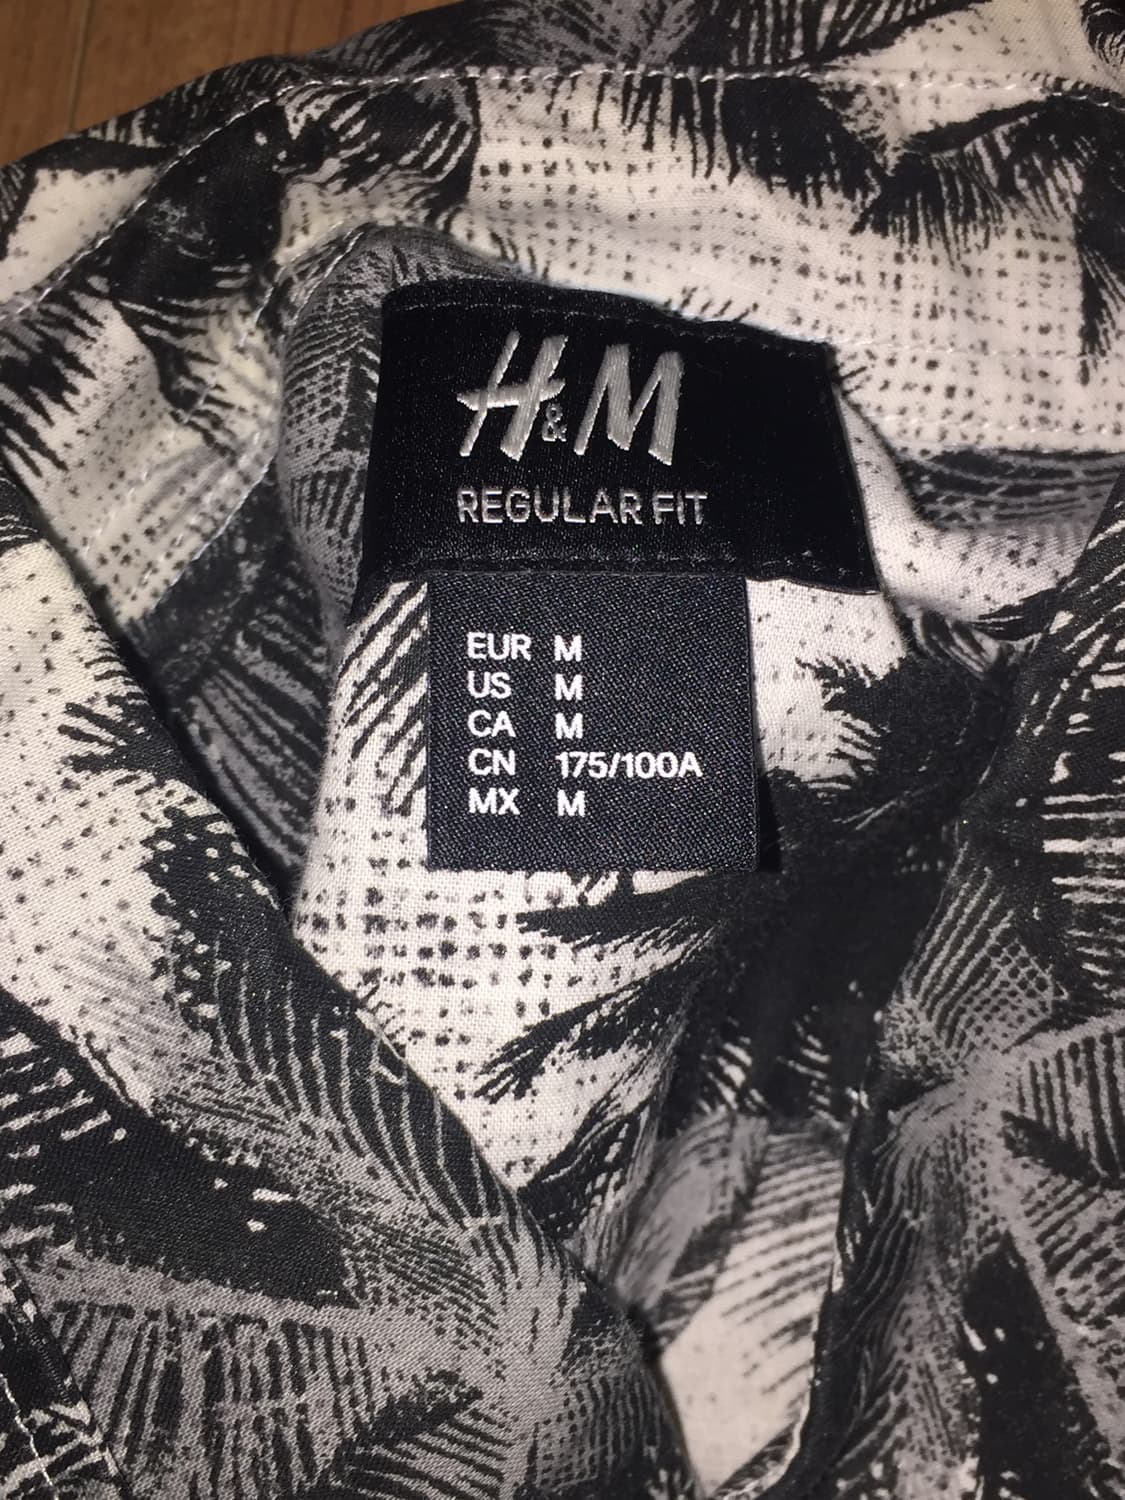 H&M
REGULAR FIT
EUR M
US M
CA M
CN 175/100A
MX M